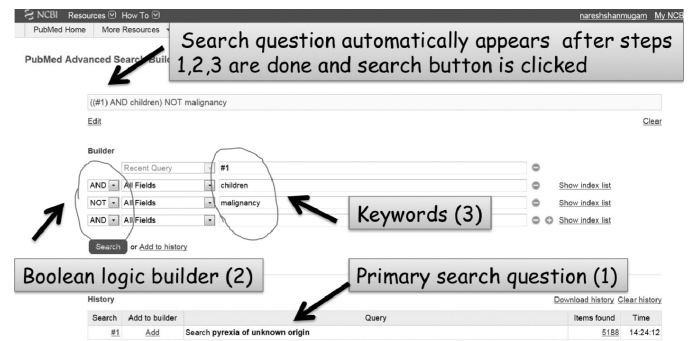 NCBI Resources How To nareshshanmugam My NCB
PubMed Home More Resources
Search question automatically appears after steps
1,2,3 are done and search button is clicked
PubMed Advanced Search Buil
((#1) AND children) NOT malignancy
Edit Clear
Builder
Recent Query #1
AND All Fields children Show index list
NOT All Fields malignancy Show index list
AND All Fields Show index list
Keywords (3)
Search or Add to history
Boolean logic builder (2) Primary search question (1)
History Download history Clear history
Search Add to builder Query Items found Time
#1 Add Search pyrexia of unknown origin 5188 14:24:12